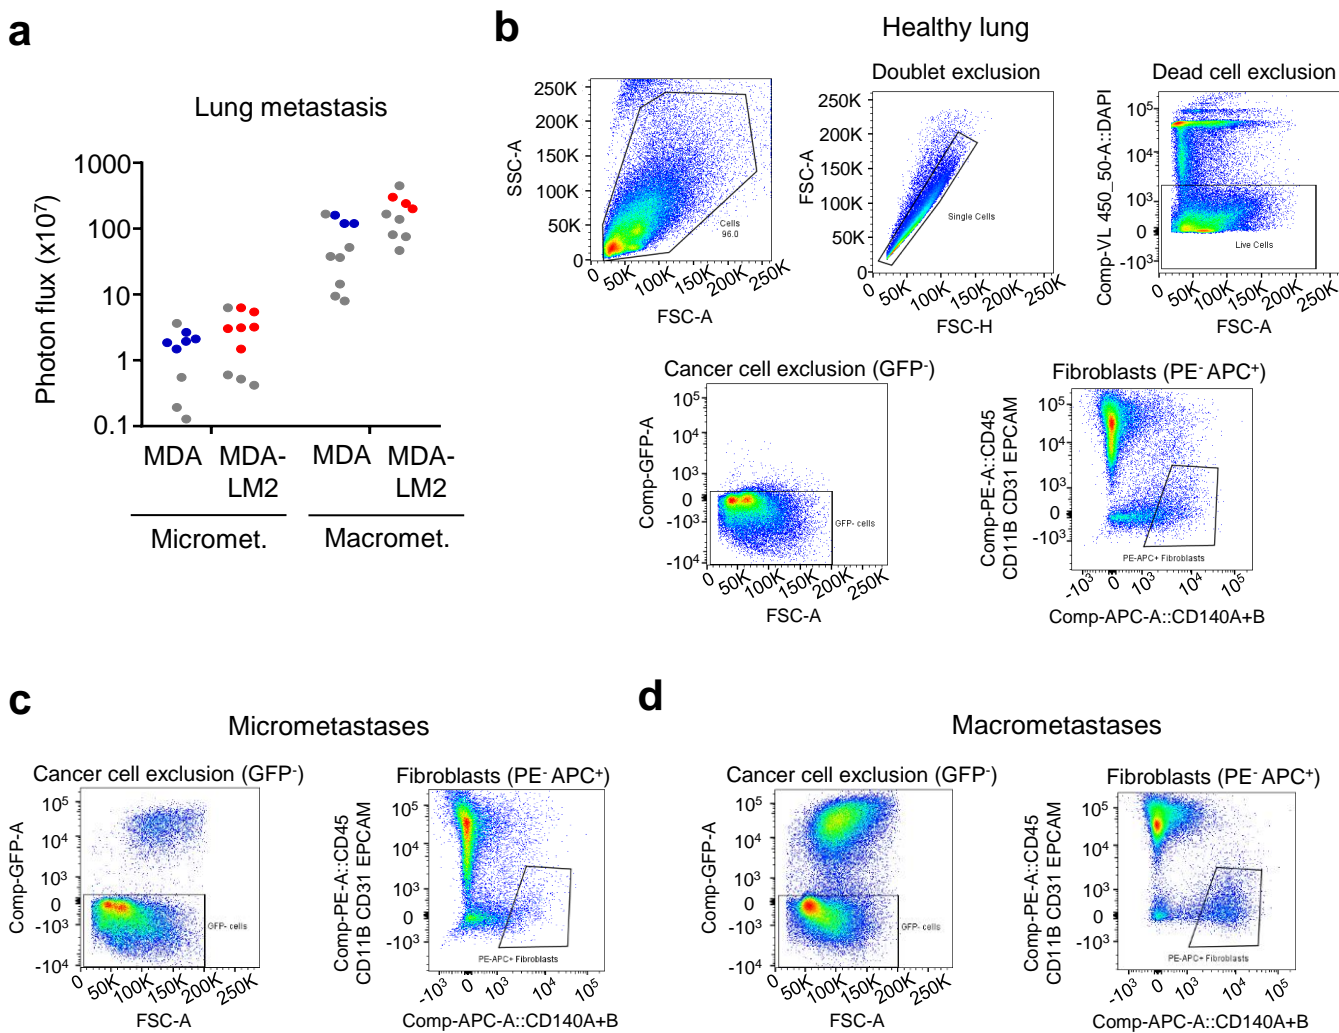 a
Lung metastasis
Photon flux (x10⁷)
1000
100
10
1
0.1
MDA
MDA-
LM2
MDA
MDA-
LM2
Micromet.
Macromet.
b
Healthy lung
SSC-A
250K
200K
150K
100K
50K
0
Cells
96.0
0
50K
100K
150K
200K
250K
FSC-A
Doublet exclusion
FSC-A
250K
200K
150K
100K
50K
0
Single Cells
0
50K
100K
150K
200K
250K
FSC-H
Dead cell exclusion
Comp-VL 450_50-A::DAPI
10⁵
10⁴
10³
0
-10³
Live Cells
0
50K
100K
150K
200K
250K
FSC-A
Cancer cell exclusion (GFP⁻)
Comp-GFP-A
10⁵
10⁴
10³
0
-10³
-10⁴
GFP- cells
0
50K
100K
150K
200K
250K
FSC-A
Fibroblasts (PE⁻ APC⁺)
Comp-PE-A::CD45
CD11B CD31 EPCAM
10⁵
10⁴
10³
0
-10³
PE-APC+ Fibroblasts
-10³
0
10³
10⁴
10⁵
Comp-APC-A::CD140A+B
c
Micrometastases
Cancer cell exclusion (GFP⁻)
Comp-GFP-A
10⁵
10⁴
10³
0
-10³
-10⁴
GFP- cells
0
50K
100K
150K
200K
250K
FSC-A
Fibroblasts (PE⁻ APC⁺)
Comp-PE-A::CD45
CD11B CD31 EPCAM
10⁵
10⁴
10³
0
-10³
PE-APC+ Fibroblasts
-10³
0
10³
10⁴
10⁵
Comp-APC-A::CD140A+B
d
Macrometastases
Cancer cell exclusion (GFP⁻)
Comp-GFP-A
10⁵
10⁴
10³
0
-10³
-10⁴
GFP- cells
0
50K
100K
150K
200K
250K
FSC-A
Fibroblasts (PE⁻ APC⁺)
Comp-PE-A::CD45
CD11B CD31 EPCAM
10⁵
10⁴
10³
0
-10³
PE-APC+ Fibroblasts
-10³
0
10³
10⁴
10⁵
Comp-APC-A::CD140A+B